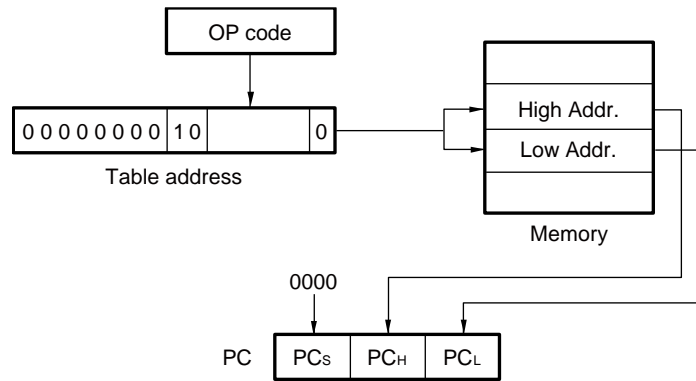 OP code
0 0 0 0 0 0 0 0 1 0 0
Table address
High Addr.
Low Addr.
Memory
0000
PC PCS PCH PCL